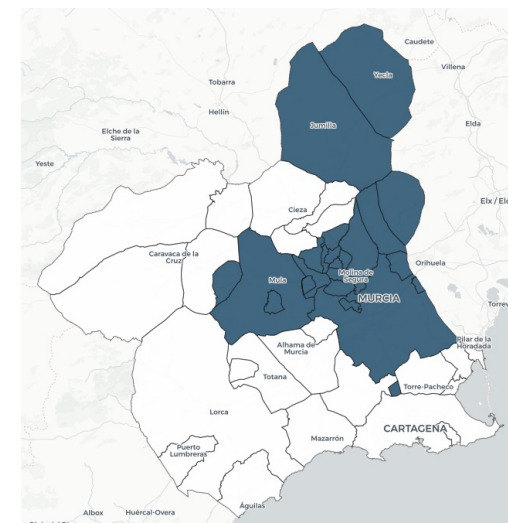 Caudete
Yecla
Villena
Tobarra
Hellín
Jumilla
Elda
Elche de la
Sierra
Yeste
Elx / El
Cieza
Caravaca de la
Cruz
Orihuela
Mula
Molina de
Segura
MURCIA
Torrev
Pilar de la
Horadada
Alhama de
Murcia
Totana
Torre-Pacheco
Lorca
CARTAGENA
Mazarrón
Puerto
Lumbreras
Águilas
Albox
Huércal-Overa